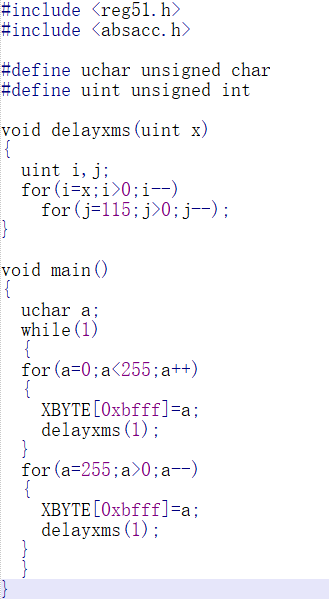 #include <reg51.h>
#include <absacc.h>

#define uchar unsigned char
#define uint unsigned int

void delayxms(uint x)
{
  uint i,j;
  for(i=x;i>0;i--)
    for(j=115;j>0;j--);
}

void main()
{
  uchar a;
  while(1)
  {
  for(a=0;a<255;a++)
  {
    XBYTE[0xbfff]=a;
    delayxms(1);
  }
  for(a=255;a>0;a--)
  {
    XBYTE[0xbfff]=a;
    delayxms(1);
  }
  }
}